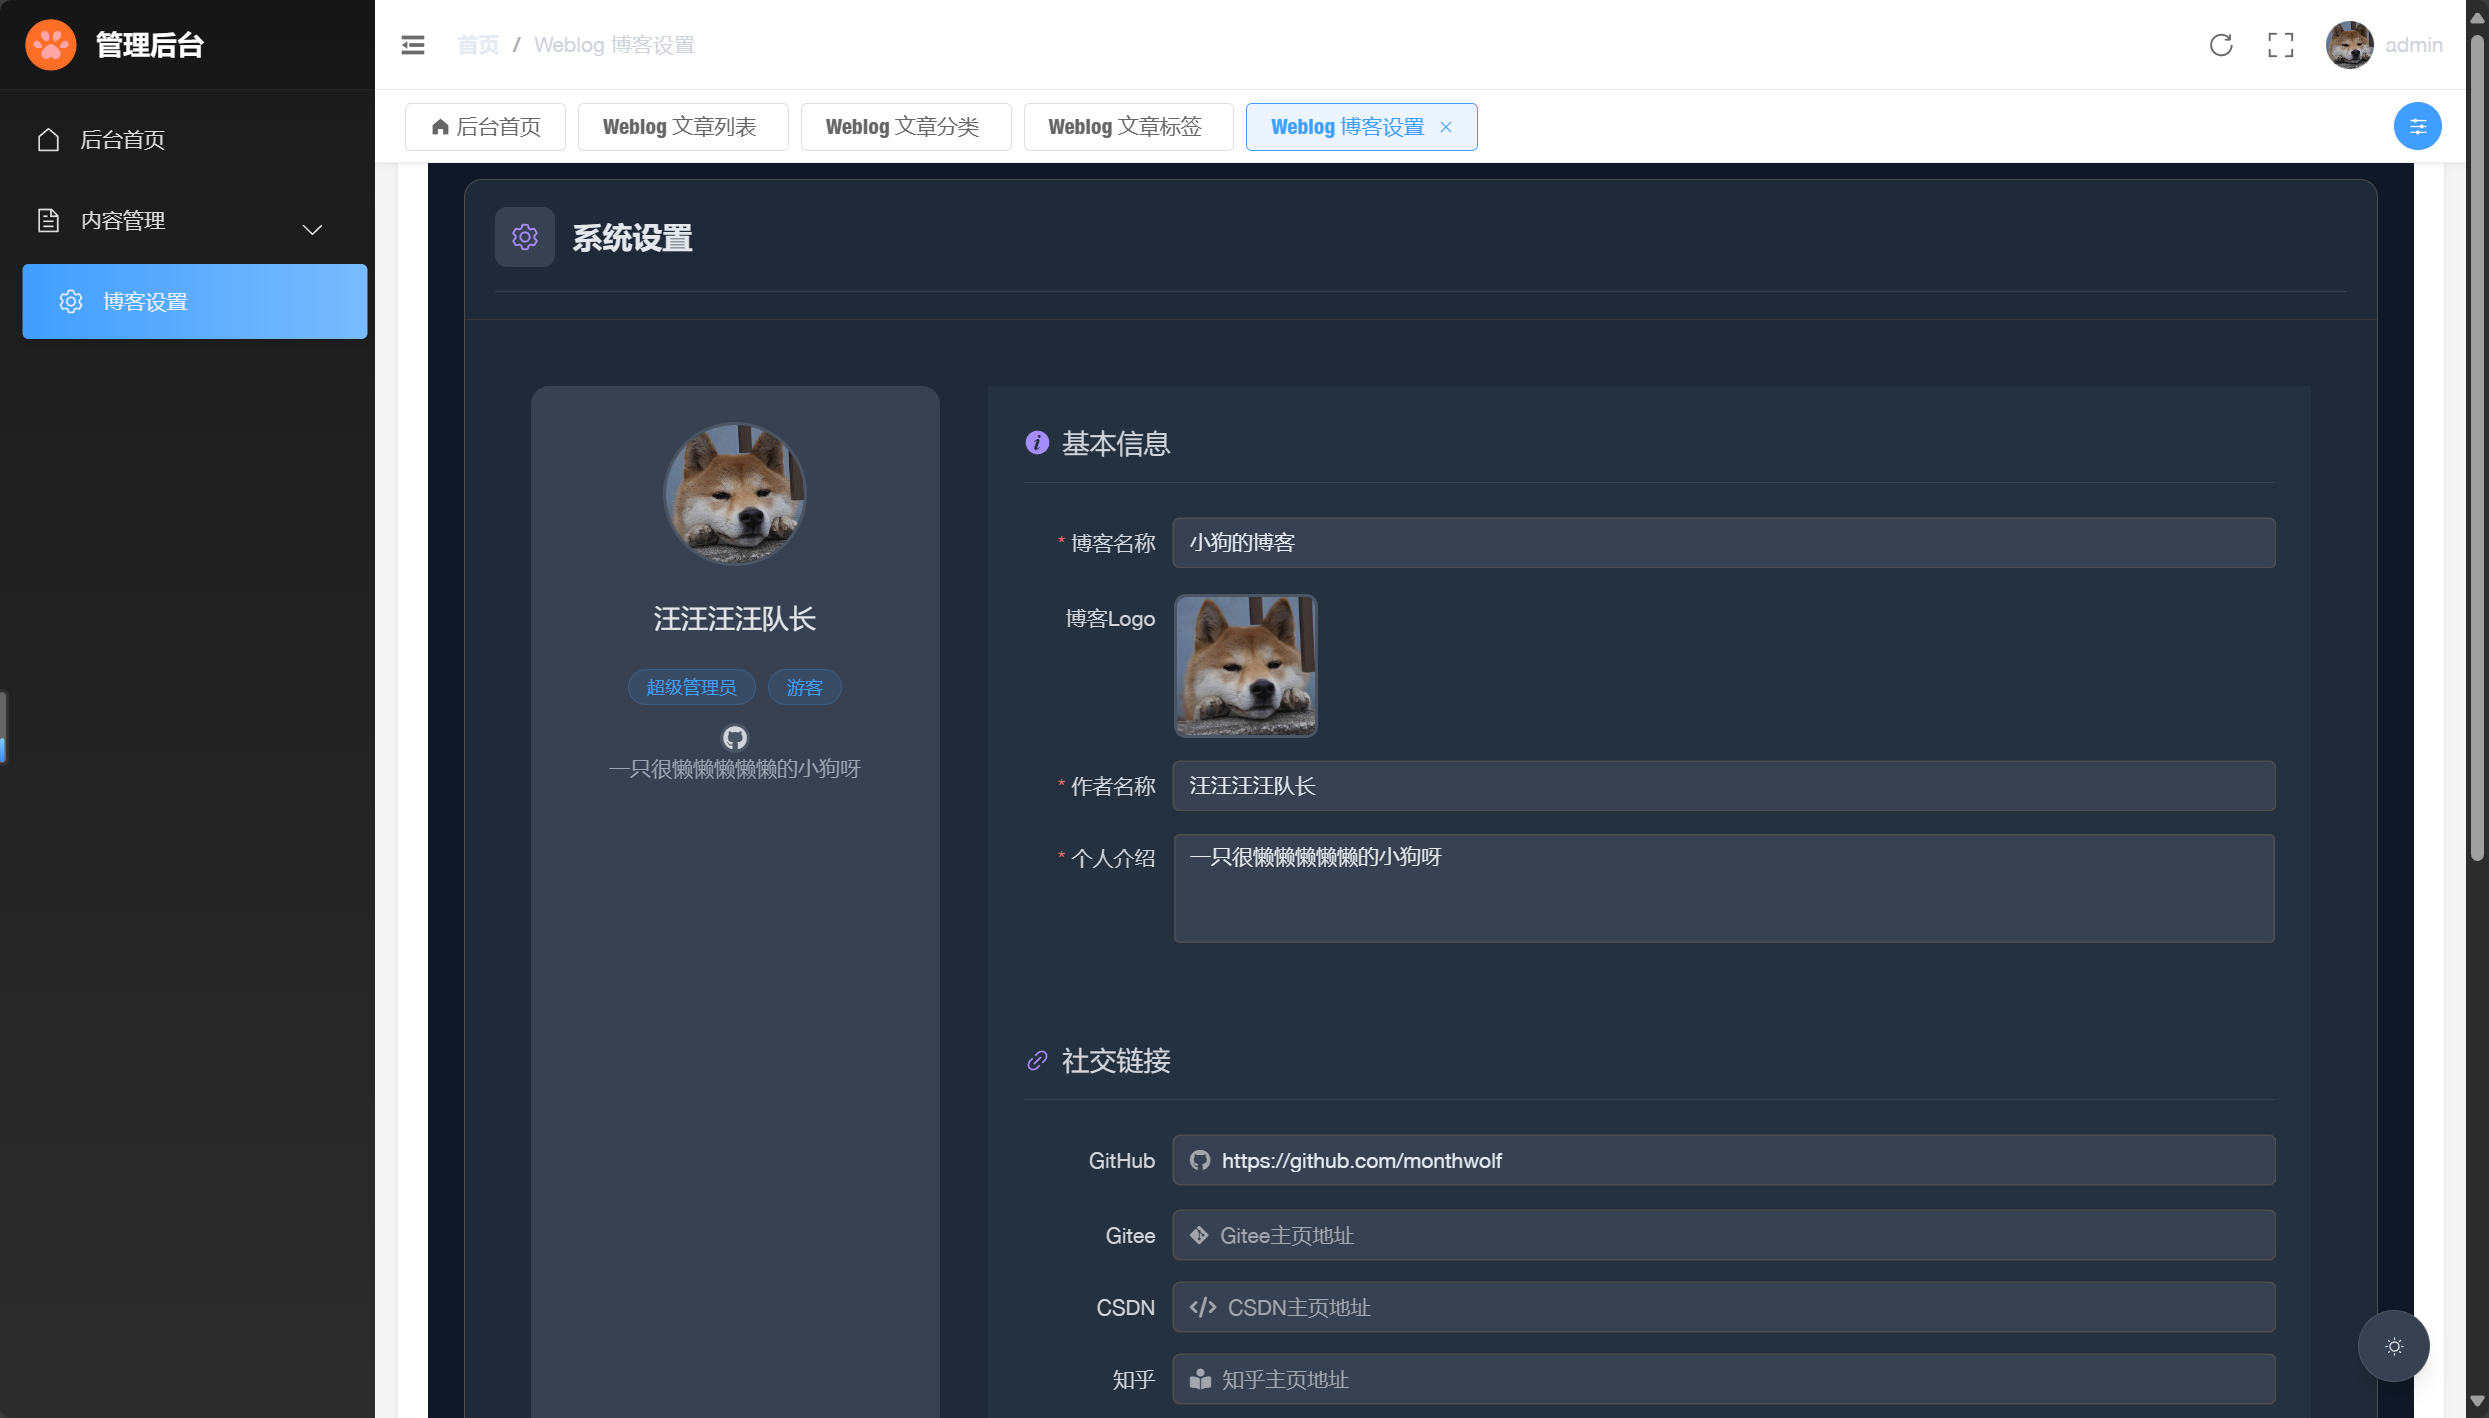 管理后台
首页 / Weblog 博客设置
admin
后台首页
Weblog 文章列表
Weblog 文章分类
Weblog 文章标签
Weblog 博客设置
后台首页
内容管理
博客设置
系统设置
汪汪汪汪队长
超级管理员
游客
一只很懒懒懒懒懒的小狗呀
基本信息
* 博客名称 小狗的博客
博客Logo
* 作者名称 汪汪汪汪队长
* 个人介绍 一只很懒懒懒懒懒的小狗呀
社交链接
GitHub https://github.com/monthwolf
Gitee Gitee主页地址
CSDN CSDN主页地址
知乎 知乎主页地址